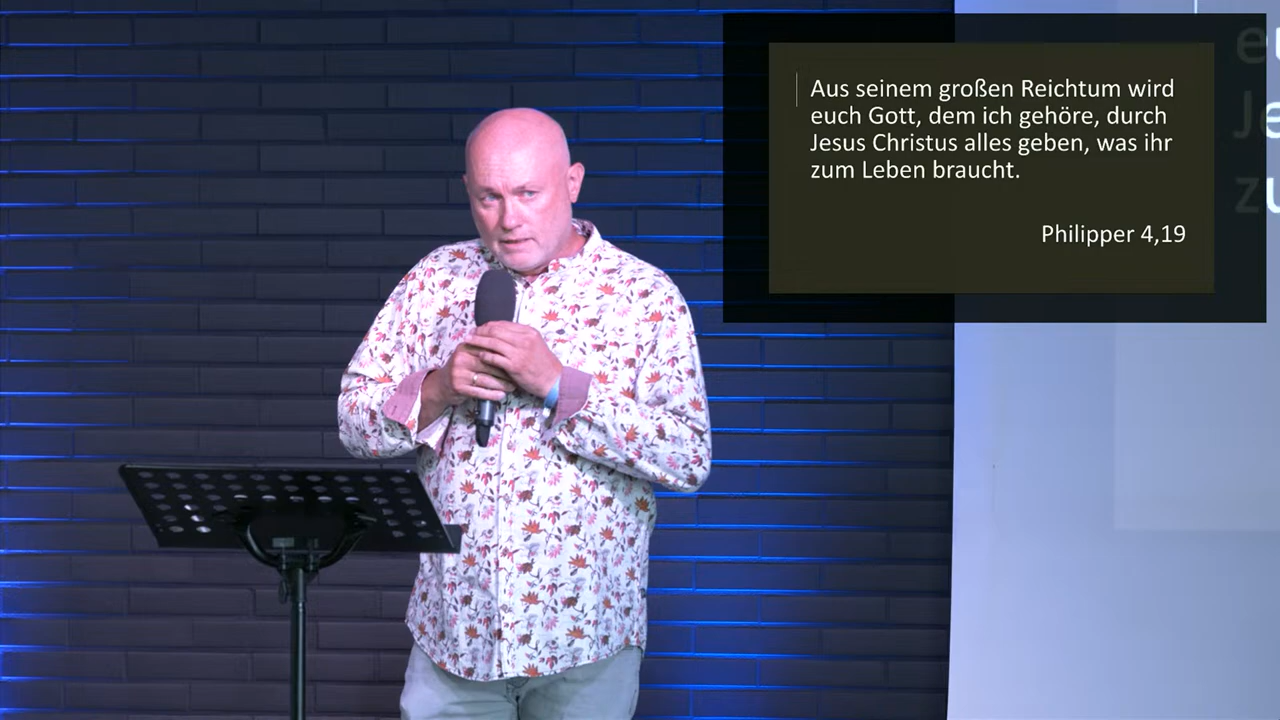 Aus seinem großen Reichtum wird
euch Gott, dem ich gehöre, durch
Jesus Christus alles geben, was ihr
zum Leben braucht.
Philipper 4,19